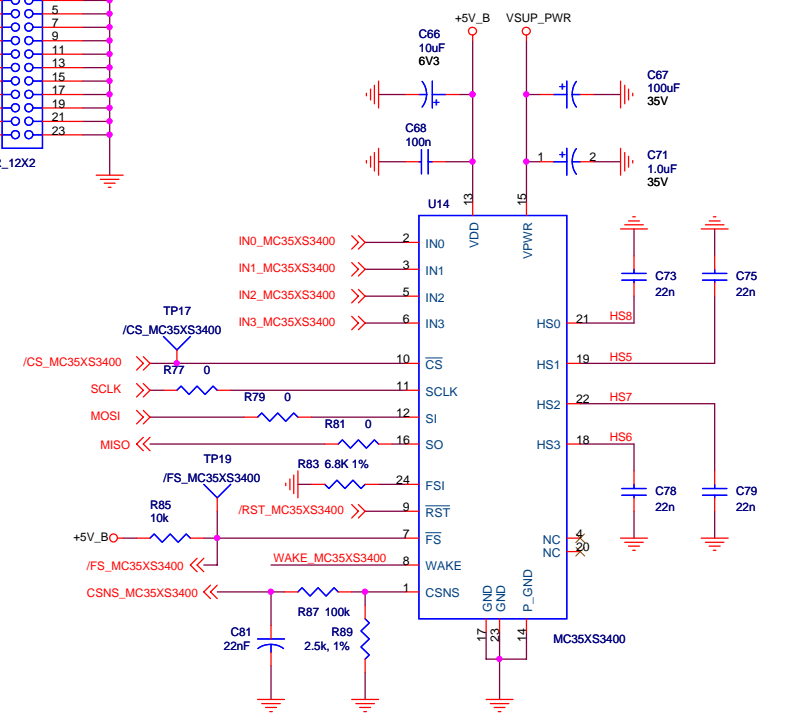 +5V_B VSUP_PWR
5
7
9
11
13
15
17
19
21
23
_12X2
C66
10uF
6V3
C67
100uF
35V
C68
100n
1 2
C71
1.0uF
35V
13 15
U14
VDD VPWR
IN0_MC35XS3400 2 IN0
IN1_MC35XS3400 3 IN1
IN2_MC35XS3400 5 IN2
IN3_MC35XS3400 6 IN3
C73
22n
C75
22n
HS0 21 HS8
TP17
/CS_MC35XS3400
/CS_MC35XS3400 10 CS
HS1 19 HS5
R77 0
SCLK 11 SCLK
R79 0
MOSI 12 SI
HS2 22 HS7
R81 0
MISO 16 SO
HS3 18 HS6
TP19
/FS_MC35XS3400
R83 6.8K 1%
24 FSI
C78
22n
C79
22n
/RST_MC35XS3400 9 RST
R85
10k
+5V_B 7 FS
NC 4
NC 20
/FS_MC35XS3400
WAKE_MC35XS3400 8 WAKE
CSNS_MC35XS3400 1 CSNS
R87 100k
GND GND P_GND
17 23 14
C81
22nF
R89
2.5k, 1%
MC35XS3400